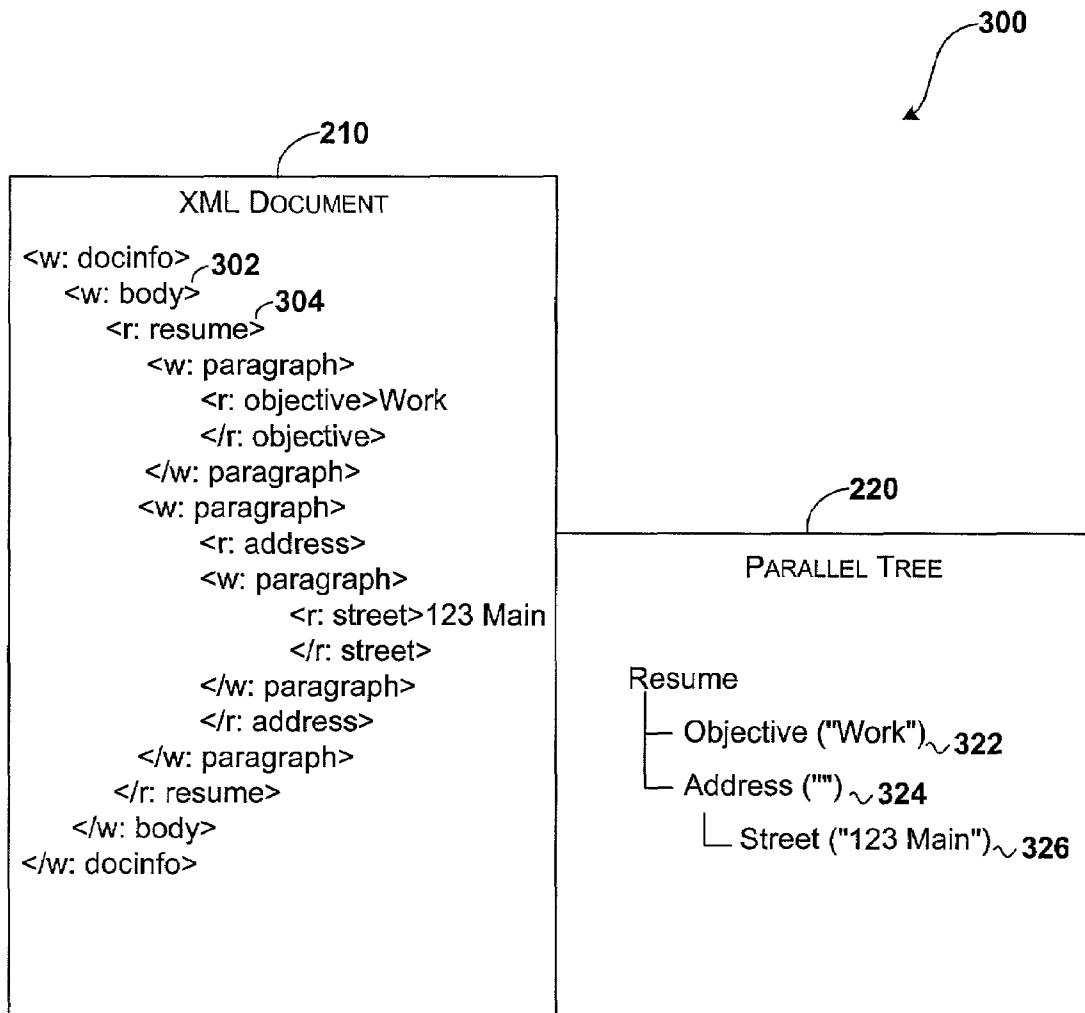 300
210
XML DOCUMENT
<w: docinfo>
<w: body> 302
<r: resume> 304
<w: paragraph>
<r: objective>Work
</r: objective>
</w: paragraph>
<w: paragraph>
<r: address>
<w: paragraph>
<r: street>123 Main
</r: street>
</w: paragraph>
</r: address>
</w: paragraph>
</r: resume>
</w: body>
</w: docinfo>
220
PARALLEL TREE
Resume
Objective ("Work") 322
Address ("") 324
Street ("123 Main") 326